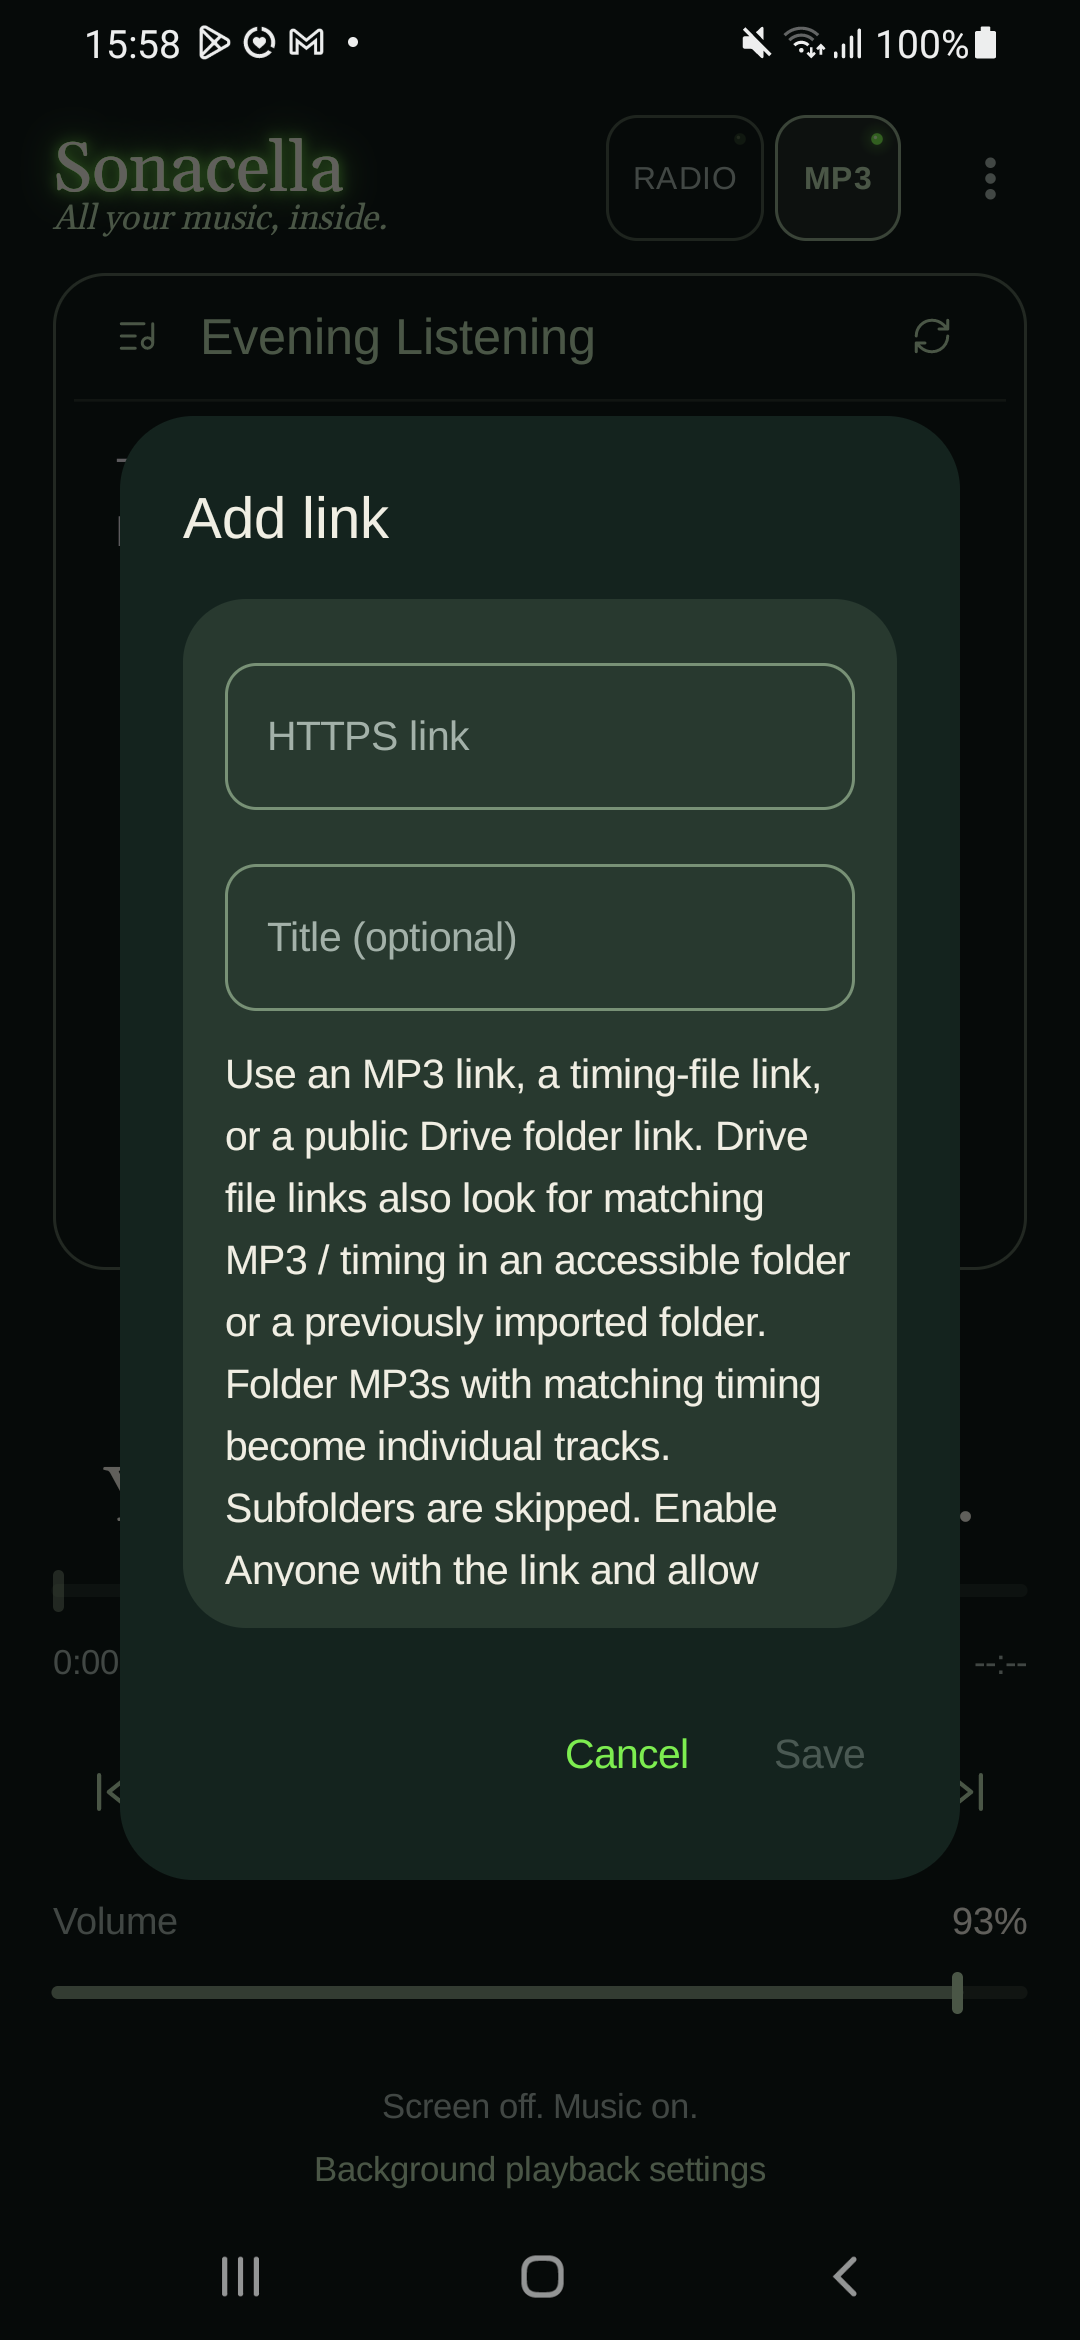 15:58
100%
Sonacella
All your music, inside.
RADIO
MP3
Evening Listening
Add link
HTTPS link
Title (optional)
Use an MP3 link, a timing-file link,
or a public Drive folder link. Drive
file links also look for matching
MP3 / timing in an accessible folder
or a previously imported folder.
Folder MP3s with matching timing
become individual tracks.
Subfolders are skipped. Enable
Anyone with the link and allow
0:00
--:--
Cancel
Save
Volume
93%
Screen off. Music on.
Background playback settings